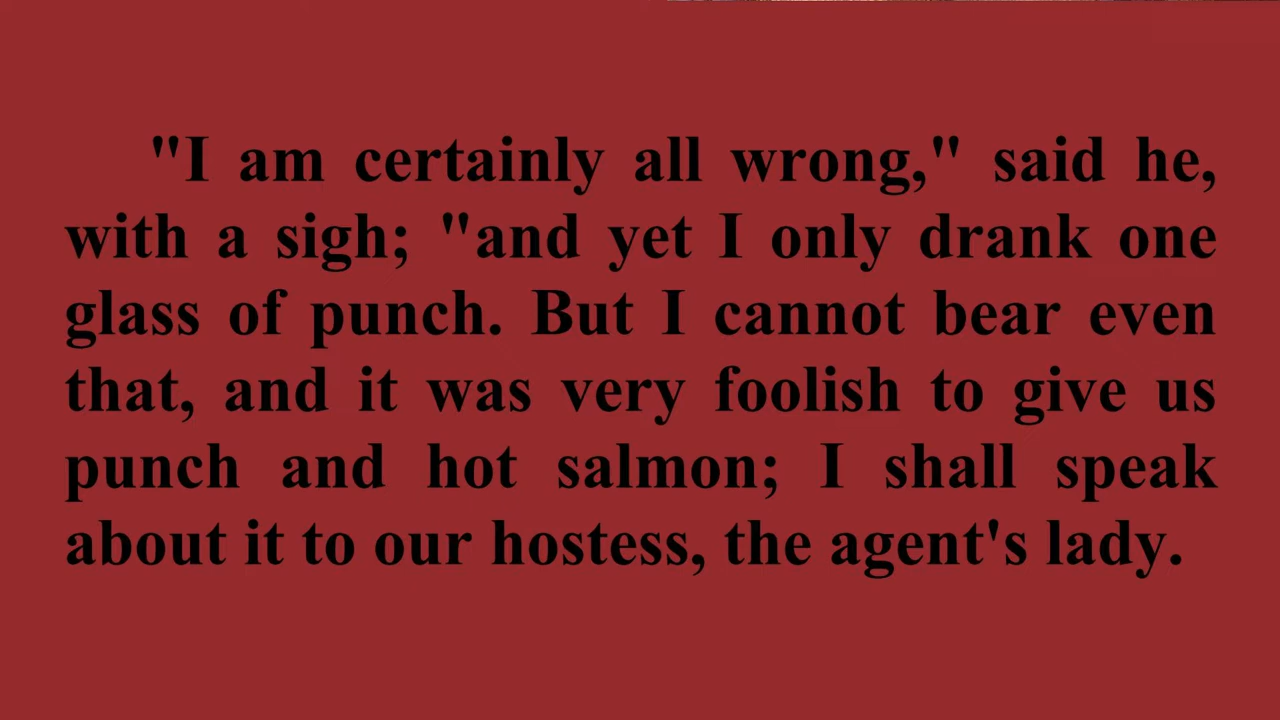 "I am certainly all wrong," said he,
with a sigh; "and yet I only drank one
glass of punch. But I cannot bear even
that, and it was very foolish to give us
punch and hot salmon; I shall speak
about it to our hostess, the agent's lady.